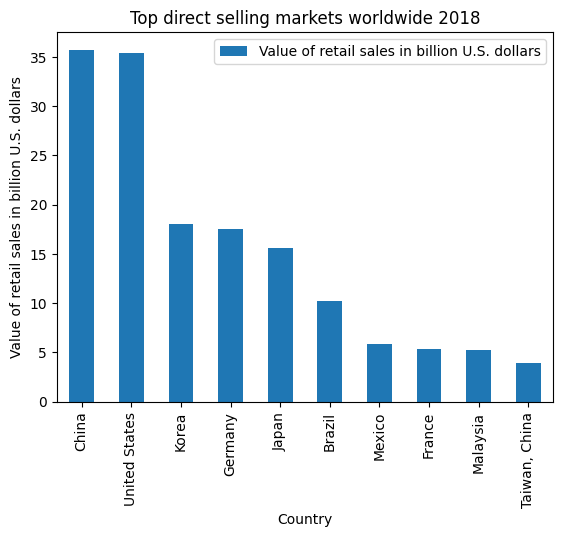 Top direct selling markets worldwide 2018
Value of retail sales in billion U.S. dollars
Value of retail sales in billion U.S. dollars
35
30
25
20
15
10
5
0
China
United States
Korea
Germany
Japan
Brazil
Mexico
France
Malaysia
Taiwan, China
Country